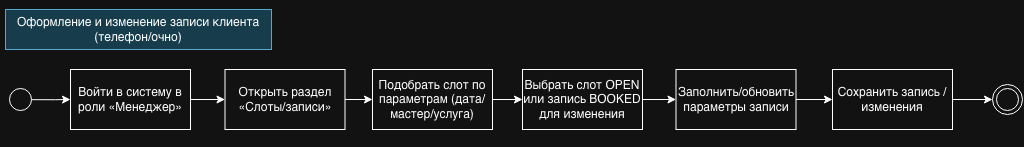 Оформление и изменение записи клиента
(телефон/очно)
Войти в систему в
роли «Менеджер»
Открыть раздел
«Слоты/записи»
Подобрать слот по
параметрам (дата/
мастер/услуга)
Выбрать слот OPEN
или запись BOOKED
для изменения
Заполнить/обновить
параметры записи
Сохранить запись /
изменения